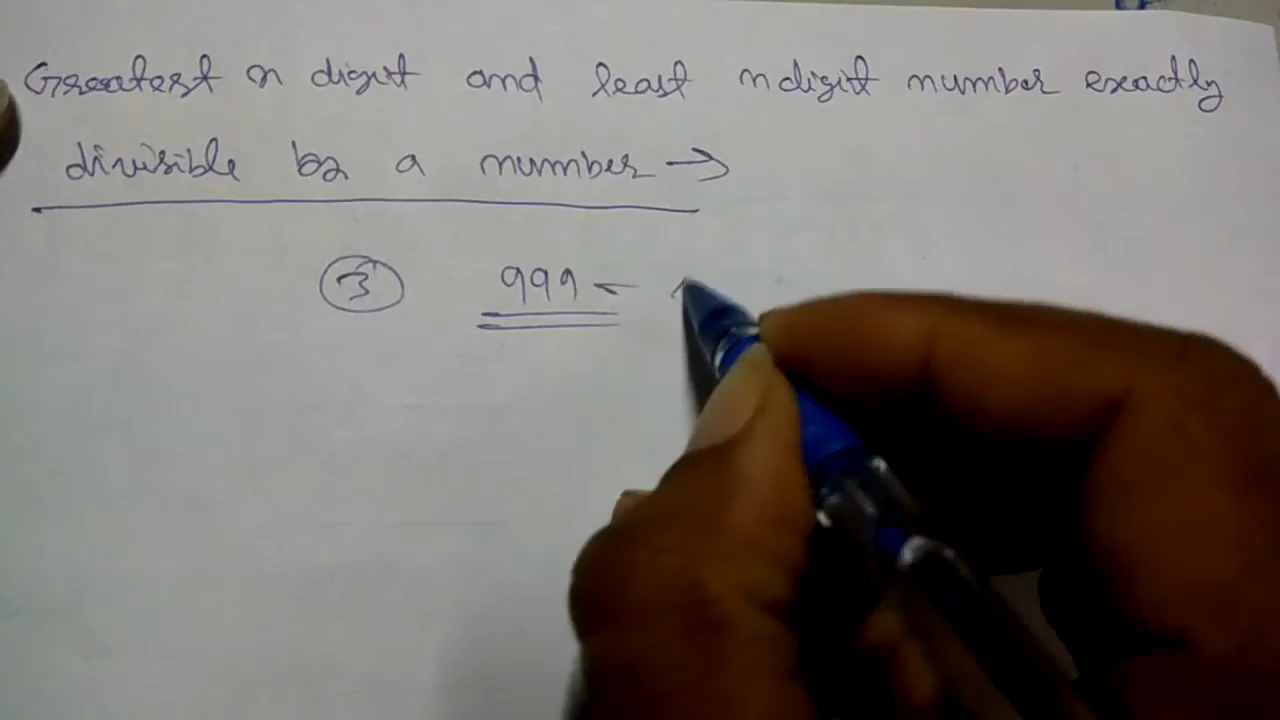 Greatest n digit and least n digit number exactly
divisible by a number →
3 999 -